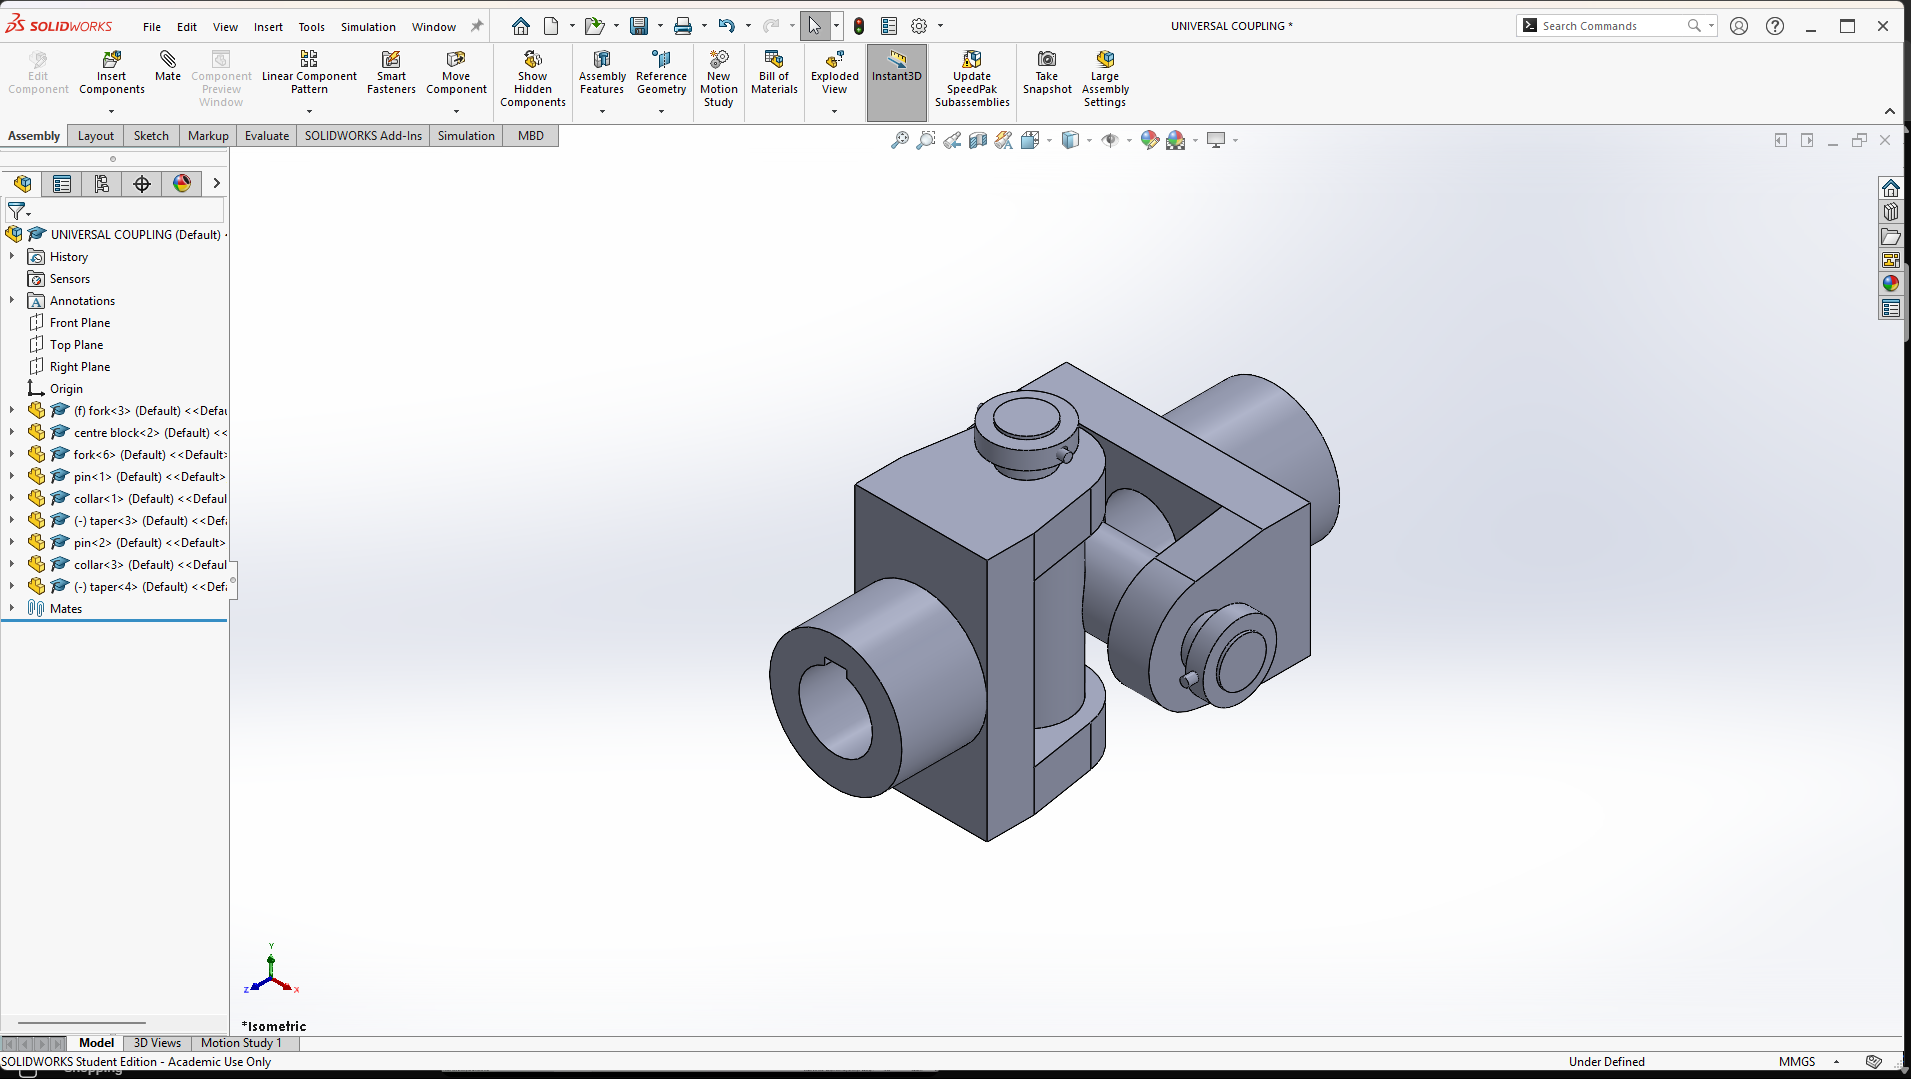 SOLIDWORKS File Edit View Insert Tools Simulation Window UNIVERSAL COUPLING * Search Commands
Edit Component
Insert Components
Mate
Component Preview Window
Linear Component Pattern
Smart Fasteners
Move Component
Show Hidden Components
Assembly Features
Reference Geometry
New Motion Study
Bill of Materials
Exploded View
Instant3D
Update SpeedPak Subassemblies
Take Snapshot
Large Assembly Settings
Assembly Layout Sketch Markup Evaluate SOLIDWORKS Add-Ins Simulation MBD
UNIVERSAL COUPLING (Default)
History
Sensors
A Annotations
Front Plane
Top Plane
Right Plane
Origin
(f) fork<3> (Default) <<Defau
centre block<2> (Default) <<
fork<6> (Default) <<Default>
pin<1> (Default) <<Default>
collar<1> (Default) <<Defaul
(-) taper<3> (Default) <<Def
pin<2> (Default) <<Default>
collar<3> (Default) <<Defaul
(-) taper<4> (Default) <<Def
Mates
Y
Z X
*Isometric
Model 3D Views Motion Study 1
SOLIDWORKS Student Edition - Academic Use Only Under Defined MMGS